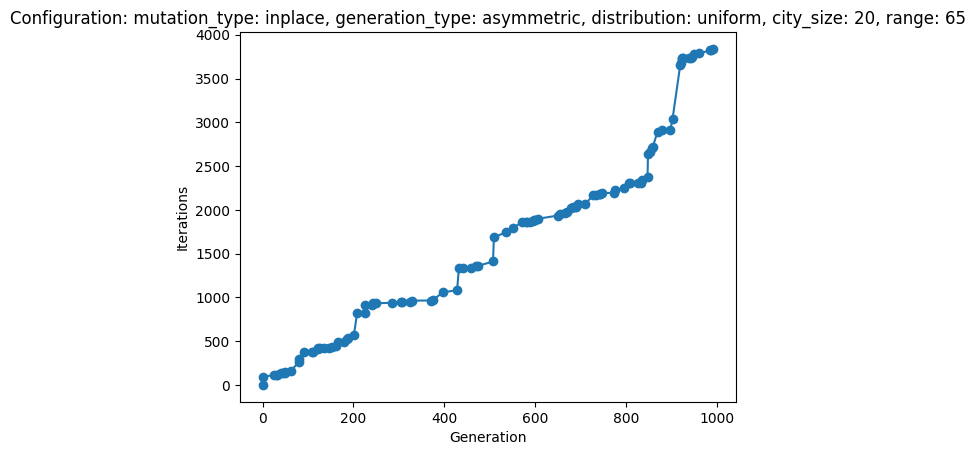 Configuration: mutation_type: inplace, generation_type: asymmetric, distribution: uniform, city_size: 20, range: 65
4000
3500
3000
2500
2000
1500
1000
500
0
Iterations
0 200 400 600 800 1000
Generation